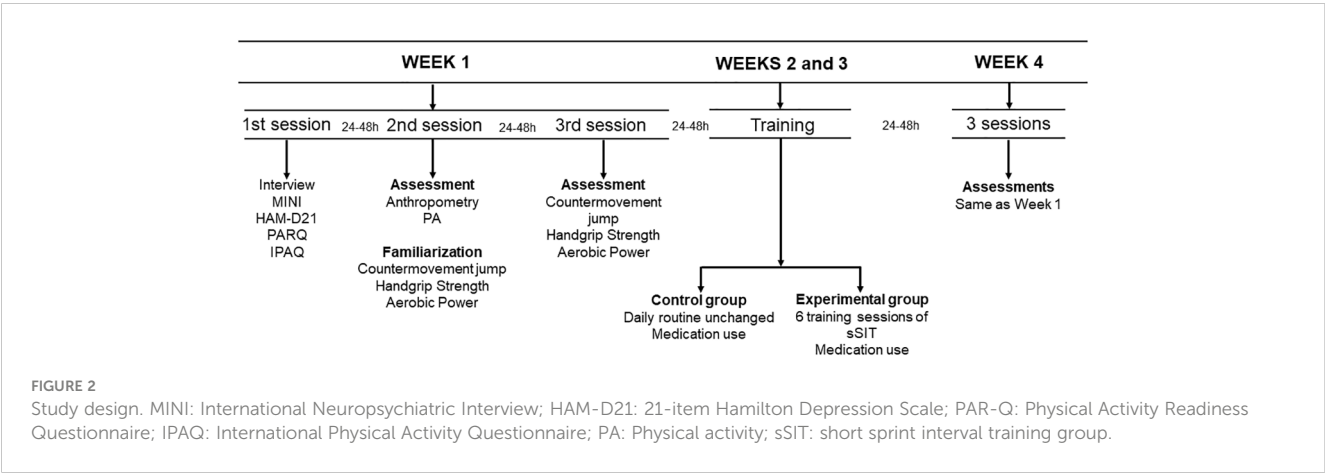 WEEK 1 WEEKS 2 and 3 WEEK 4
1st session 24-48h 2nd session 24-48h 3rd session 24-48h Training 24-48h 3 sessions
Interview
MINI
HAM-D21
PARQ
IPAQ
Assessment
Anthropometry
PA
Familiarization
Countermovement jump
Handgrip Strength
Aerobic Power
Assessment
Countermovement
jump
Handgrip Strength
Aerobic Power
Assessments
Same as Week 1
Control group
Daily routine unchanged
Medication use
Experimental group
6 training sessions of
sSIT
Medication use
FIGURE 2
Study design. MINI: International Neuropsychiatric Interview; HAM-D21: 21-item Hamilton Depression Scale; PAR-Q: Physical Activity Readiness
Questionnaire; IPAQ: International Physical Activity Questionnaire; PA: Physical activity; sSIT: short sprint interval training group.